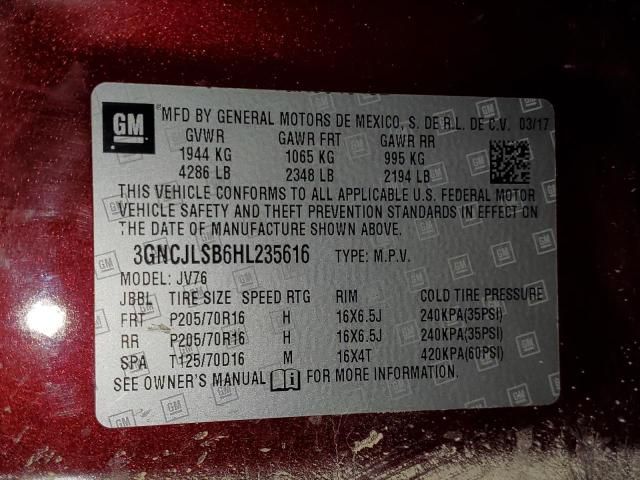 GM MFD BY GENERAL MOTORS DE MEXICO, S. DE R.L. DE C.V. 03/17
GVWR GAWR FRT GAWR RR
1944 KG 1065 KG 995 KG
4286 LB 2348 LB 2194 LB
THIS VEHICLE CONFORMS TO ALL APPLICABLE U.S. FEDERAL MOTOR
VEHICLE SAFETY AND THEFT PREVENTION STANDARDS IN EFFECT ON
THE DATE OF MANUFACTURE SHOWN ABOVE.
3GNCJLSB6HL235616 TYPE: M.P.V.
MODEL: JV76
JBBL TIRE SIZE SPEED RTG RIM COLD TIRE PRESSURE
FRT P205/70R16 H 16X6.5J 240KPA(35PSI)
RR P205/70R16 H 16X6.5J 240KPA(35PSI)
SPA T125/70D16 M 16X4T 420KPA(60PSI)
SEE OWNER'S MANUAL i FOR MORE INFORMATION.